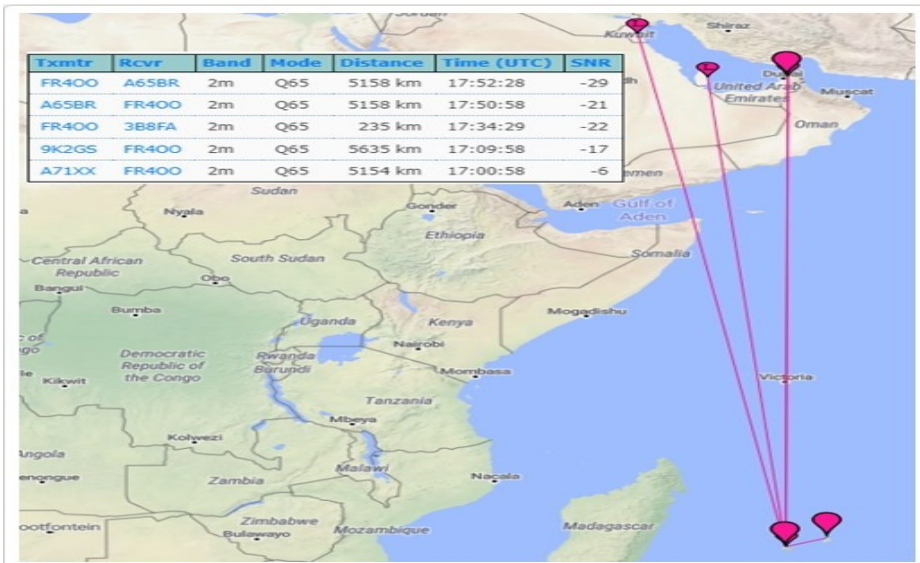 Kuwait
Shiraz
Txmtr Rcvr Band Mode Distance Time (UTC) SNR
FR4OO A65BR 2m Q65 5158 km 17:52:28 -29
A65BR FR4OO 2m Q65 5158 km 17:50:58 -21
FR4OO 3B8FA 2m Q65 235 km 17:34:29 -22
9K2GS FR4OO 2m Q65 5635 km 17:09:58 -17
A71XX FR4OO 2m Q65 5154 km 17:00:58 -6
United Arab
Emirates
Muscat
Oman
Sudan
Nyala
Gonder
Aden
Gulf of
Aden
Ethiopia
Somalia
Central African
Republic
South Sudan
Bangui
Obo
Bumba
Uganda
Kenya
Mogadishu
Nairobi
Democratic
Republic of
the Congo
Rwanda
Burundi
Kikwit
Mombasa
Victoria
Tanzania
Mbeya
Kolwezi
Angola
Malawi
Zambia
Nacala
Zimbabwe
Bulawayo
Mozambique
Madagascar
ootfontein